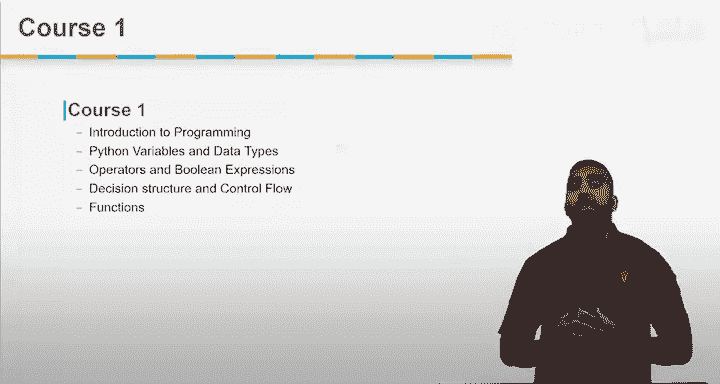 Course 1
Course 1
– Introduction to Programming
– Python Variables and Data Types
– Operators and Boolean Expressions
– Decision structure and Control Flow
– Functions